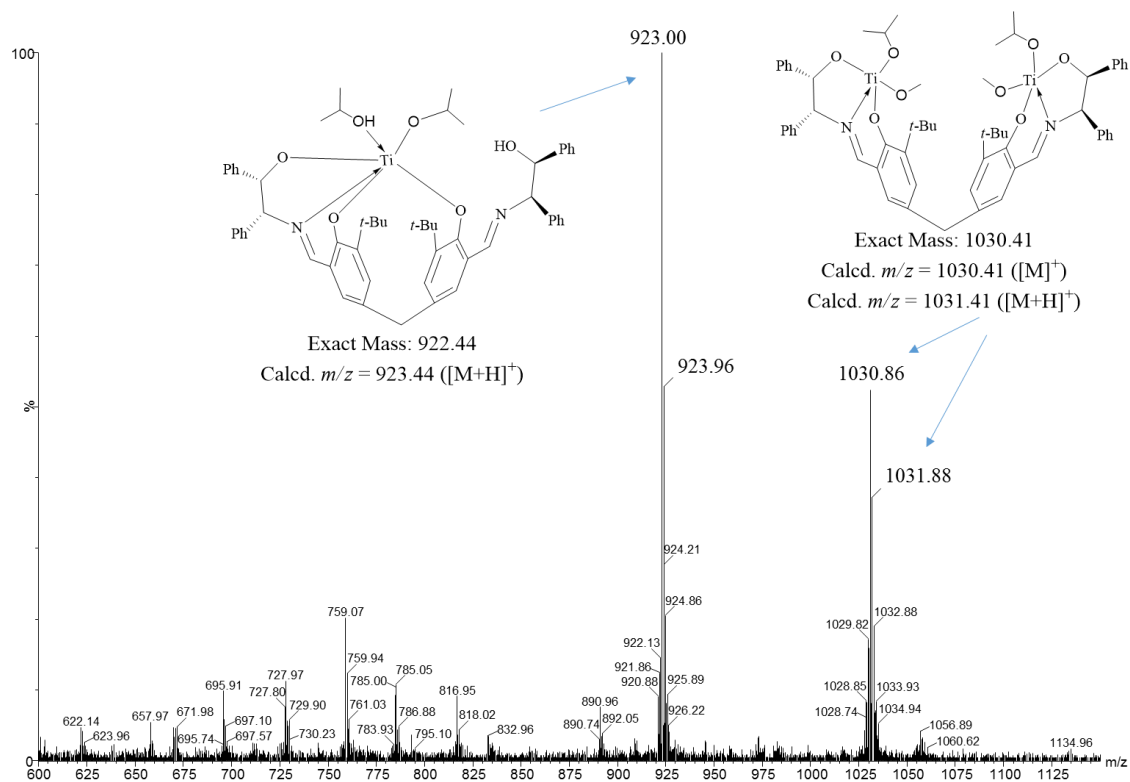 100
%
0
923.00
923.96
924.21
924.86
922.13
921.86
920.88
925.89
926.22
1030.86
1031.88
1032.88
1029.82
1028.85
1028.74
1033.93
1034.94
1056.89
1060.62
1134.96
890.96
890.74
892.05
832.96
816.95
818.02
795.10
785.05
785.00
786.88
783.93
759.07
759.94
761.03
727.97
727.80
729.90
730.23
695.91
697.10
695.74
697.57
671.98
657.97
622.14
623.96
OH
O
O
Ti
HO
Ph
Ph
Ph
Ph
N
O
t-Bu
t-Bu
O
N
Exact Mass: 922.44
Calcd. m/z = 923.44 ([M+H]⁺)
O
O
Ph
Ti
O
Ph
N
O
t-Bu
O
O
Ph
Ti
O
Ph
N
O
t-Bu
Exact Mass: 1030.41
Calcd. m/z = 1030.41 ([M]⁺)
Calcd. m/z = 1031.41 ([M+H]⁺)
600 625 650 675 700 725 750 775 800 825 850 875 900 925 950 975 1000 1025 1050 1075 1100 1125 m/z